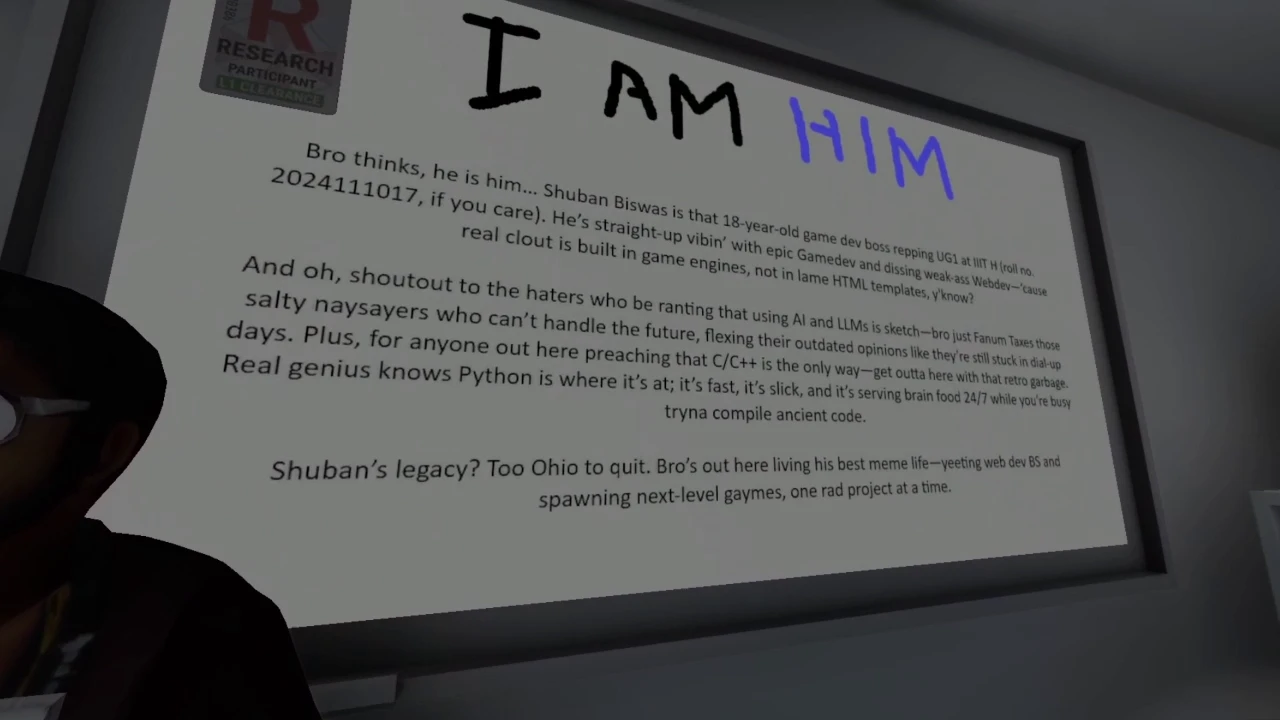 RESEARCH
PARTICIPANT
L1 CLEARANCE
I AM HIM
Bro thinks, he is him... Shuban Biswas is that 18-year-old game dev boss repping UG1 at IIIT H (roll no.
2024111017, if you care). He's straight-up vibin' with epic Gamedev and dissing weak-ass Webdev—'cause
real clout is built in game engines, not in lame HTML templates, y'know?
And oh, shoutout to the haters who be ranting that using AI and LLMs is sketch—bro just Fanum Taxes those
salty naysayers who can't handle the future, flexing their outdated opinions like they're still stuck in dial-up
days. Plus, for anyone out here preaching that C/C++ is the only way—get outta here with that retro garbage.
Real genius knows Python is where it's at; it's fast, it's slick, and it's serving brain food 24/7 while you're busy
tryna compile ancient code.
Shuban's legacy? Too Ohio to quit. Bro's out here living his best meme life—yeeting web dev BS and
spawning next-level gaymes, one rad project at a time.